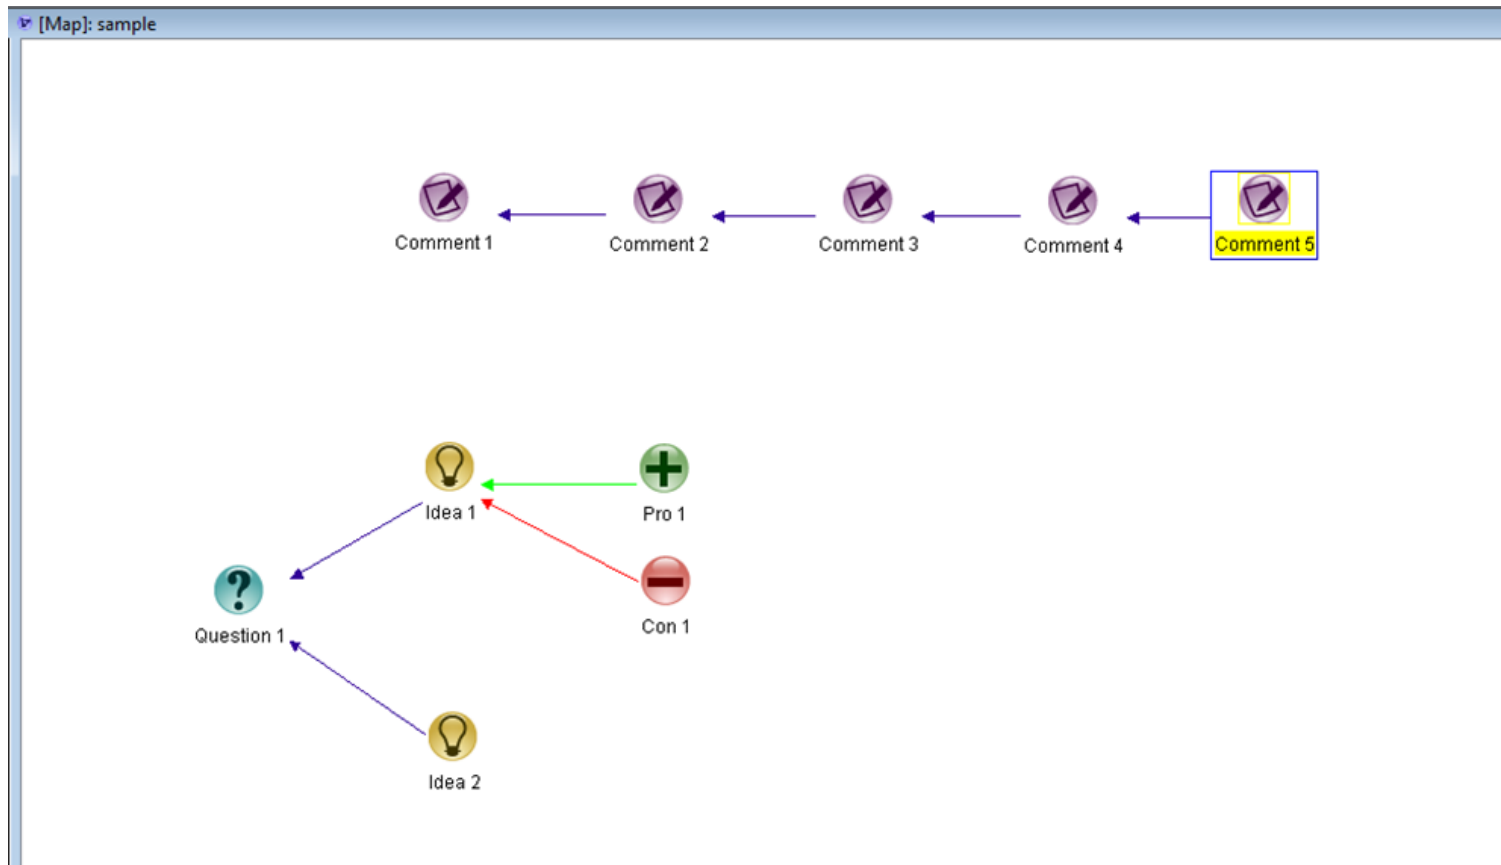 [Map]: sample
Comment 1
Comment 2
Comment 3
Comment 4
Comment 5
Idea 1
Pro 1
Question 1
Con 1
Idea 2